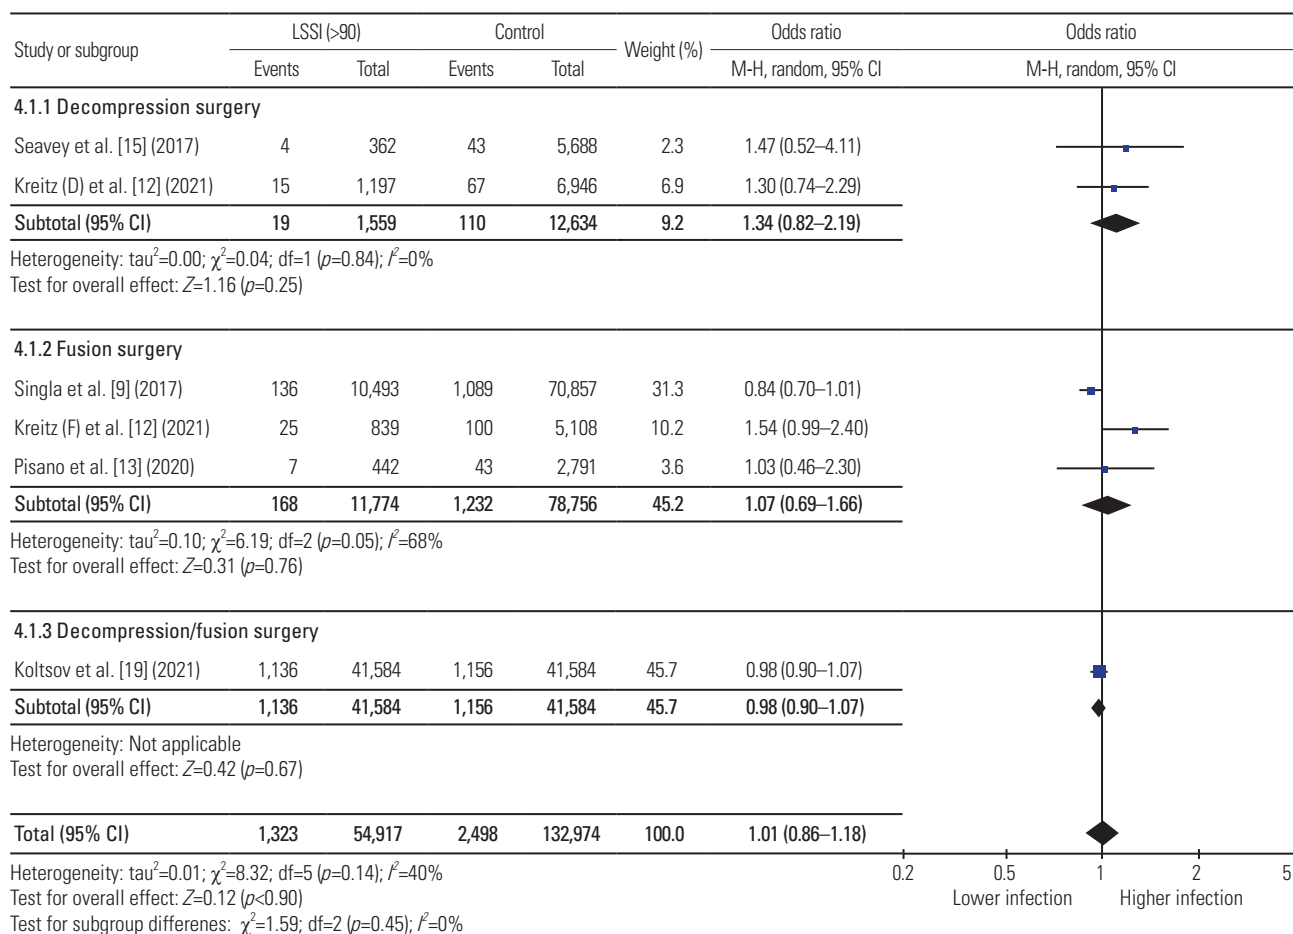 Study or subgroup LSSI (>90) Control Weight (%) Odds ratio Odds ratio
Events Total Events Total M-H, random, 95% CI M-H, random, 95% CI
4.1.1 Decompression surgery
Seavey et al. [15] (2017) 4 362 43 5,688 2.3 1.47 (0.52–4.11)
Kreitz (D) et al. [12] (2021) 15 1,197 67 6,946 6.9 1.30 (0.74–2.29)
Subtotal (95% CI) 19 1,559 110 12,634 9.2 1.34 (0.82–2.19)
Heterogeneity: tau²=0.00; χ²=0.04; df=1 (p=0.84); I²=0%
Test for overall effect: Z=1.16 (p=0.25)
4.1.2 Fusion surgery
Singla et al. [9] (2017) 136 10,493 1,089 70,857 31.3 0.84 (0.70–1.01)
Kreitz (F) et al. [12] (2021) 25 839 100 5,108 10.2 1.54 (0.99–2.40)
Pisano et al. [13] (2020) 7 442 43 2,791 3.6 1.03 (0.46–2.30)
Subtotal (95% CI) 168 11,774 1,232 78,756 45.2 1.07 (0.69–1.66)
Heterogeneity: tau²=0.10; χ²=6.19; df=2 (p=0.05); I²=68%
Test for overall effect: Z=0.31 (p=0.76)
4.1.3 Decompression/fusion surgery
Koltsov et al. [19] (2021) 1,136 41,584 1,156 41,584 45.7 0.98 (0.90–1.07)
Subtotal (95% CI) 1,136 41,584 1,156 41,584 45.7 0.98 (0.90–1.07)
Heterogeneity: Not applicable
Test for overall effect: Z=0.42 (p=0.67)
Total (95% CI) 1,323 54,917 2,498 132,974 100.0 1.01 (0.86–1.18)
Heterogeneity: tau²=0.01; χ²=8.32; df=5 (p=0.14); I²=40%
Test for overall effect: Z=0.12 (p<0.90)
Test for subgroup differenes: χ²=1.59; df=2 (p=0.45); I²=0%
0.2 0.5 1 2 5
Lower infection Higher infection